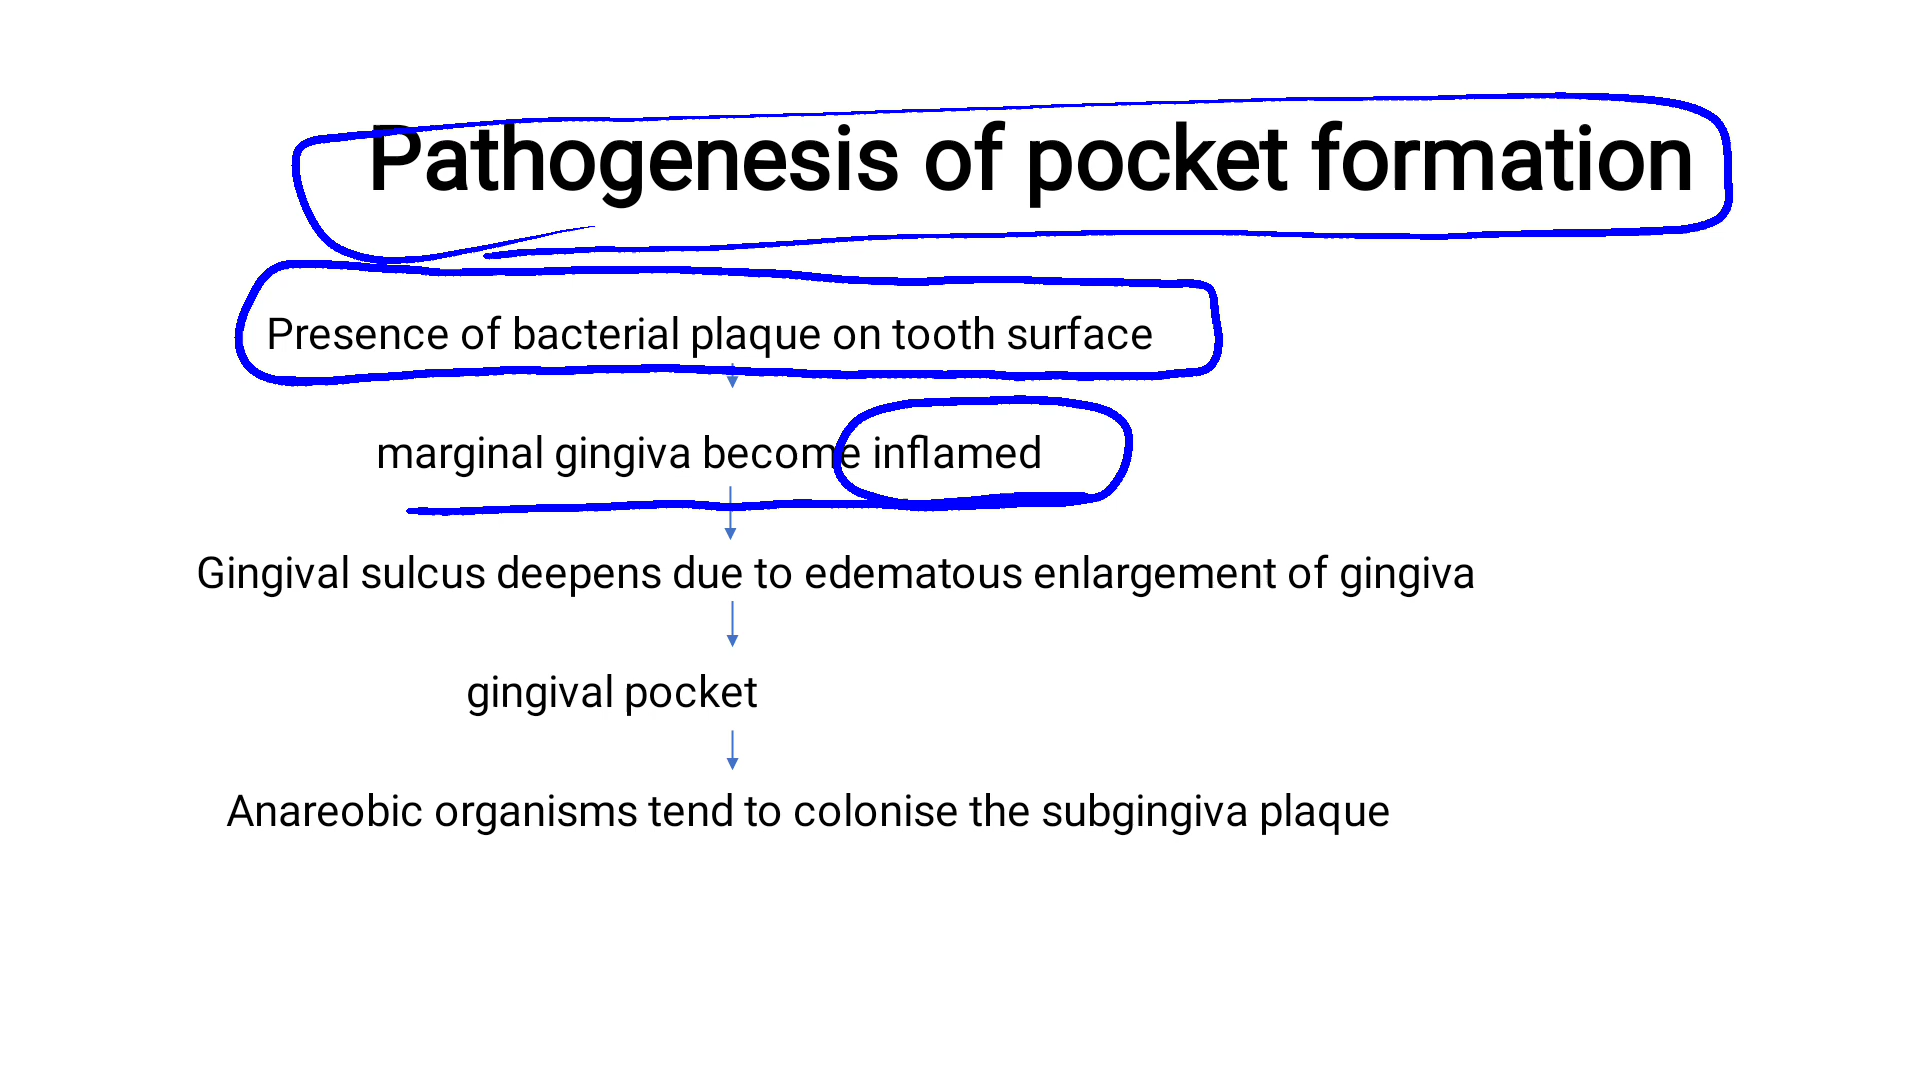 Pathogenesis of pocket formation
Presence of bacterial plaque on tooth surface
marginal gingiva become inflamed
Gingival sulcus deepens due to edematous enlargement of gingiva
gingival pocket
Anareobic organisms tend to colonise the subgingiva plaque